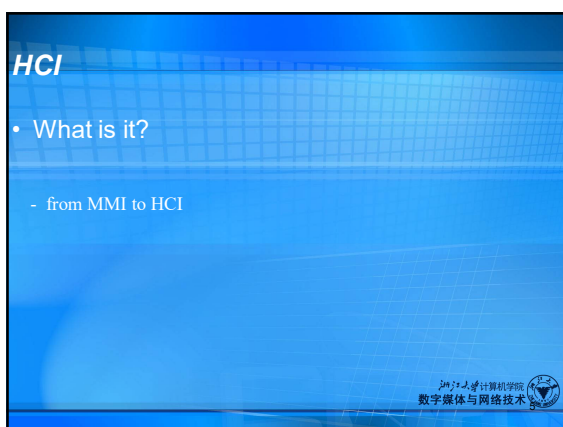 HCI
• What is it?
- from MMI to HCI
浙江大学计算机学院
数字媒体与网络技术